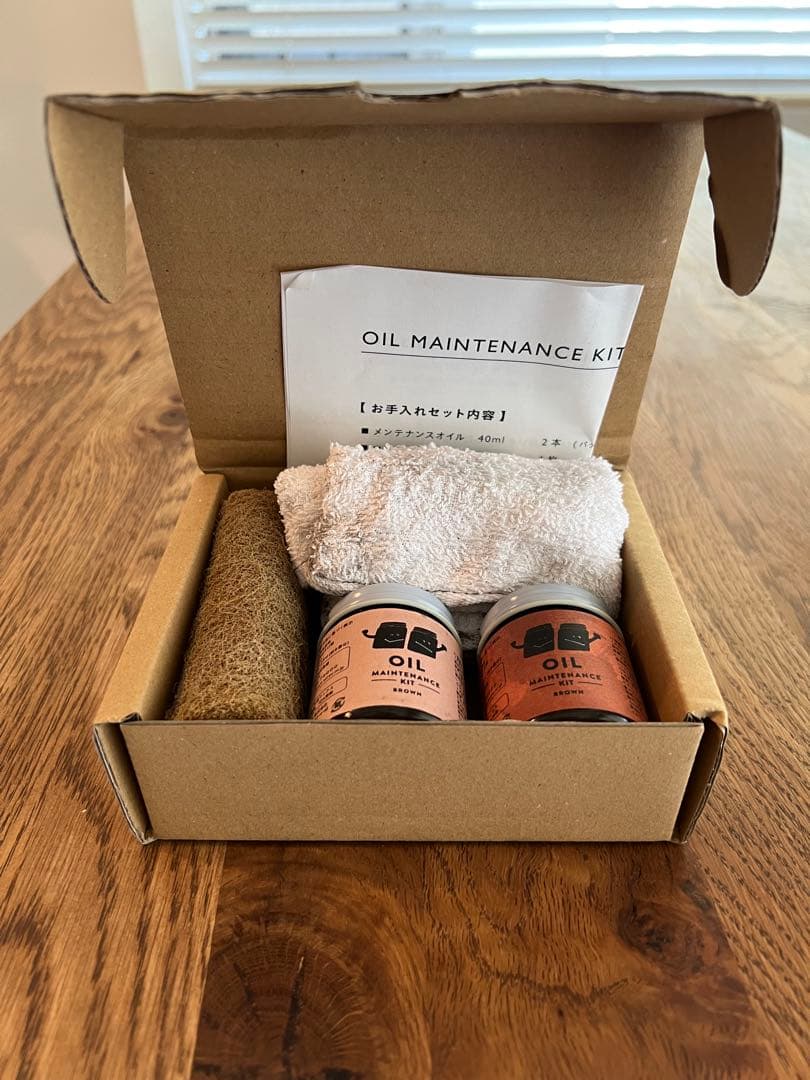 OIL MAINTENANCE KIT
【 お手入れセット内容 】
■ メンテナンスオイル 40ml 2本
OIL
MAINTENANCE
KIT
BROWN
OIL
MAINTENANCE
KIT
BROWN